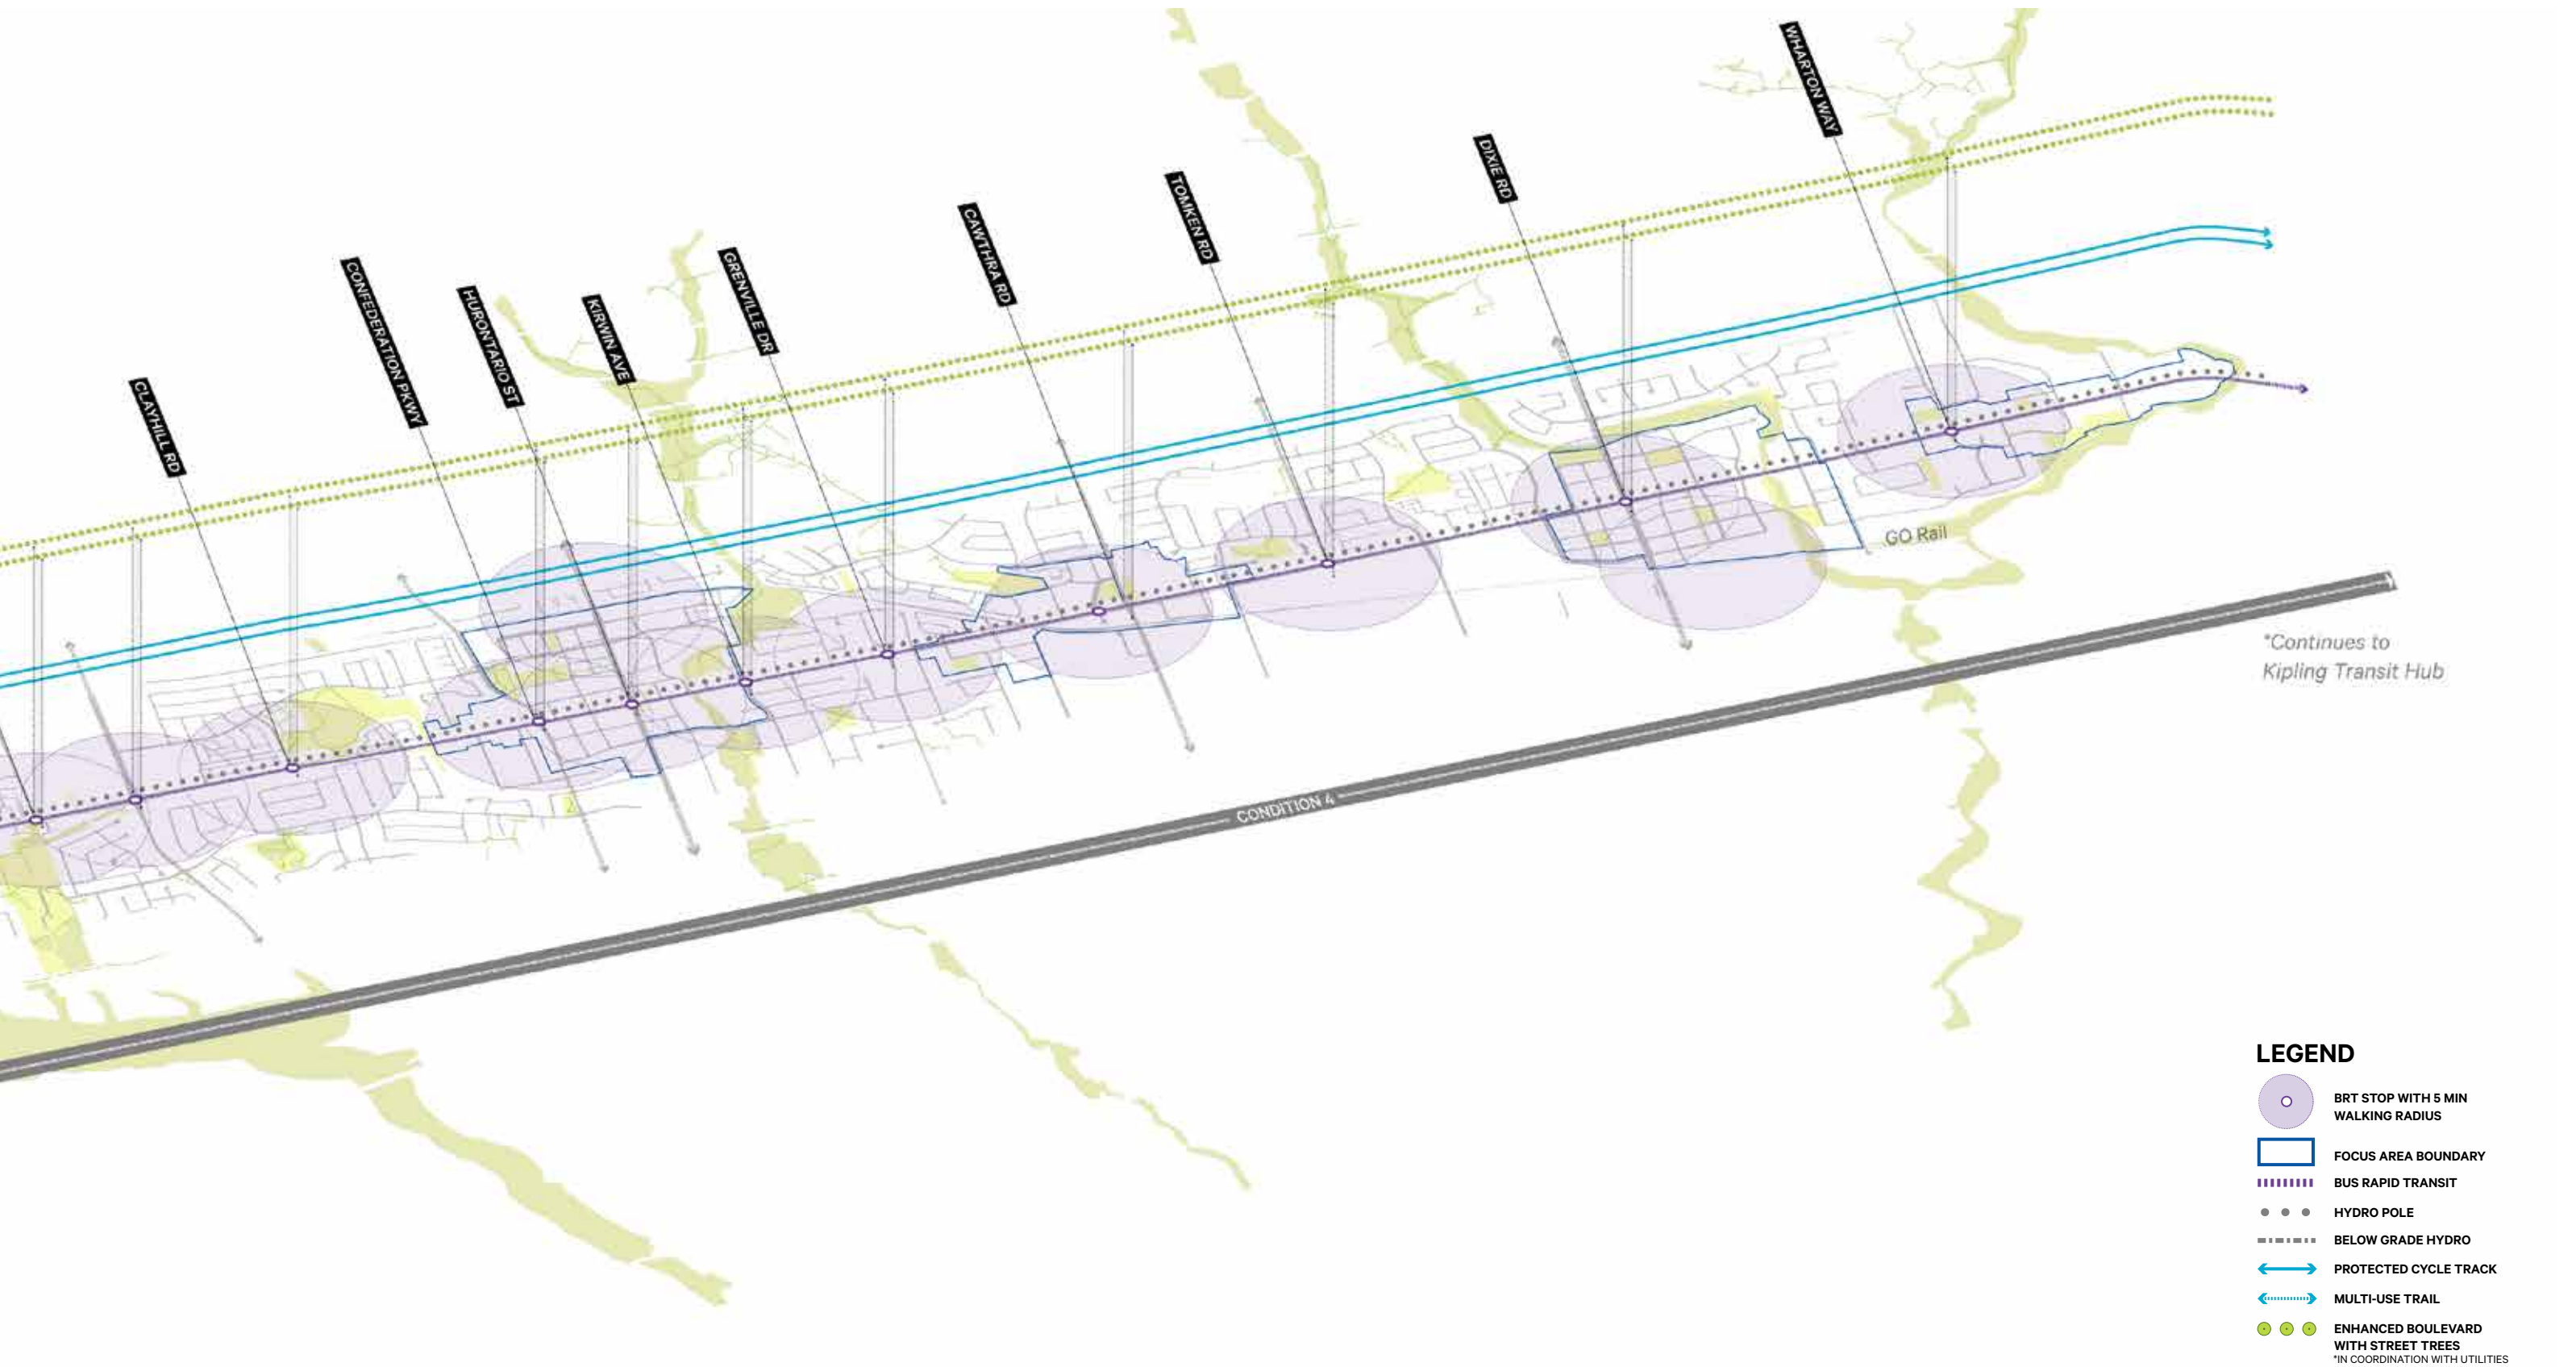 WHARTON WAY
DIXIE RD
TOMKEN RD
CAWTHRA RD
GRENVILLE DR
KIRWIN AVE
HURONTARIO ST
CONFEDERATION PKWY
CLAYHILL RD
GO Rail
*Continues to
Kipling Transit Hub
CONDITION 4
LEGEND
BRT STOP WITH 5 MIN
WALKING RADIUS
FOCUS AREA BOUNDARY
BUS RAPID TRANSIT
HYDRO POLE
BELOW GRADE HYDRO
PROTECTED CYCLE TRACK
MULTI-USE TRAIL
ENHANCED BOULEVARD
WITH STREET TREES
*IN COORDINATION WITH UTILITIES